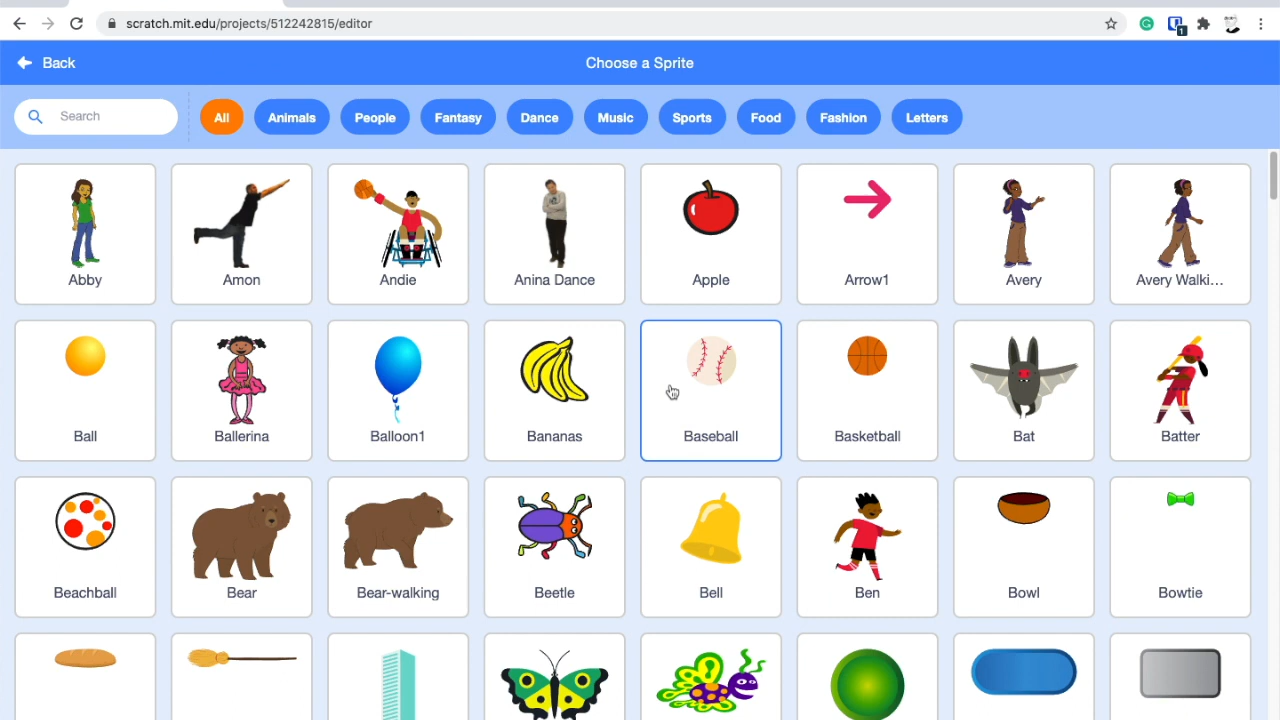 scratch.mit.edu/projects/512242815/editor
1
Back
Choose a Sprite
Search
All
Animals
People
Fantasy
Dance
Music
Sports
Food
Fashion
Letters
Abby
Amon
Andie
Anina Dance
Apple
Arrow1
Avery
Avery Walki...
Ball
Ballerina
Balloon1
Bananas
Baseball
Basketball
Bat
Batter
Beachball
Bear
Bear-walking
Beetle
Bell
Ben
Bowl
Bowtie